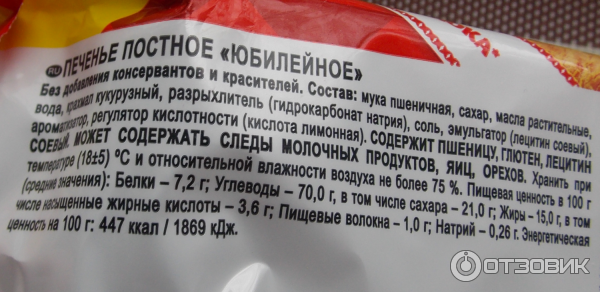 RU ПЕЧЕНЬЕ ПОСТНОЕ «ЮБИЛЕЙНОЕ»
Без добавления консервантов и красителей. Состав: мука пшеничная, сахар, масла растительные,
вода, крахмал кукурузный, разрыхлитель (гидрокарбонат натрия), соль, эмульгатор (лецитин соевый),
ароматизатор, регулятор кислотности (кислота лимонная). СОДЕРЖИТ ПШЕНИЦУ, ГЛЮТЕН, ЛЕЦИТИН
СОЕВЫЙ. МОЖЕТ СОДЕРЖАТЬ СЛЕДЫ МОЛОЧНЫХ ПРОДУКТОВ, ЯИЦ, ОРЕХОВ. Хранить при
температуре (18±5) °С и относительной влажности воздуха не более 75 %. Пищевая ценность в 100 г
(средние значения): Белки – 7,2 г; Углеводы – 70,0 г, в том числе сахара – 21,0 г; Жиры – 15,0 г, в том
числе насыщенные жирные кислоты – 3,6 г; Пищевые волокна – 1,0 г; Натрий – 0,26 г. Энергетическая
ценность на 100 г: 447 ккал / 1869 кДж.
ОТЗОВИК